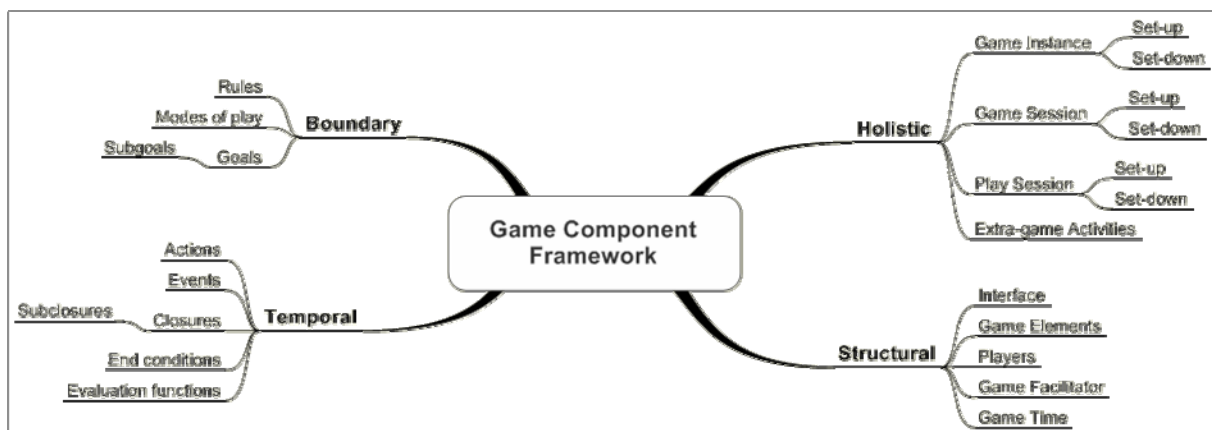 Game Component
Framework
Boundary
Rules
Modes of play
Goals
Subgoals
Temporal
Actions
Events
Closures
Subclosures
End conditions
Evaluation functions
Holistic
Game Instance
Set-up
Set-down
Game Session
Set-up
Set-down
Play Session
Set-up
Set-down
Extra-game Activities
Structural
Interface
Game Elements
Players
Game Facilitator
Game Time